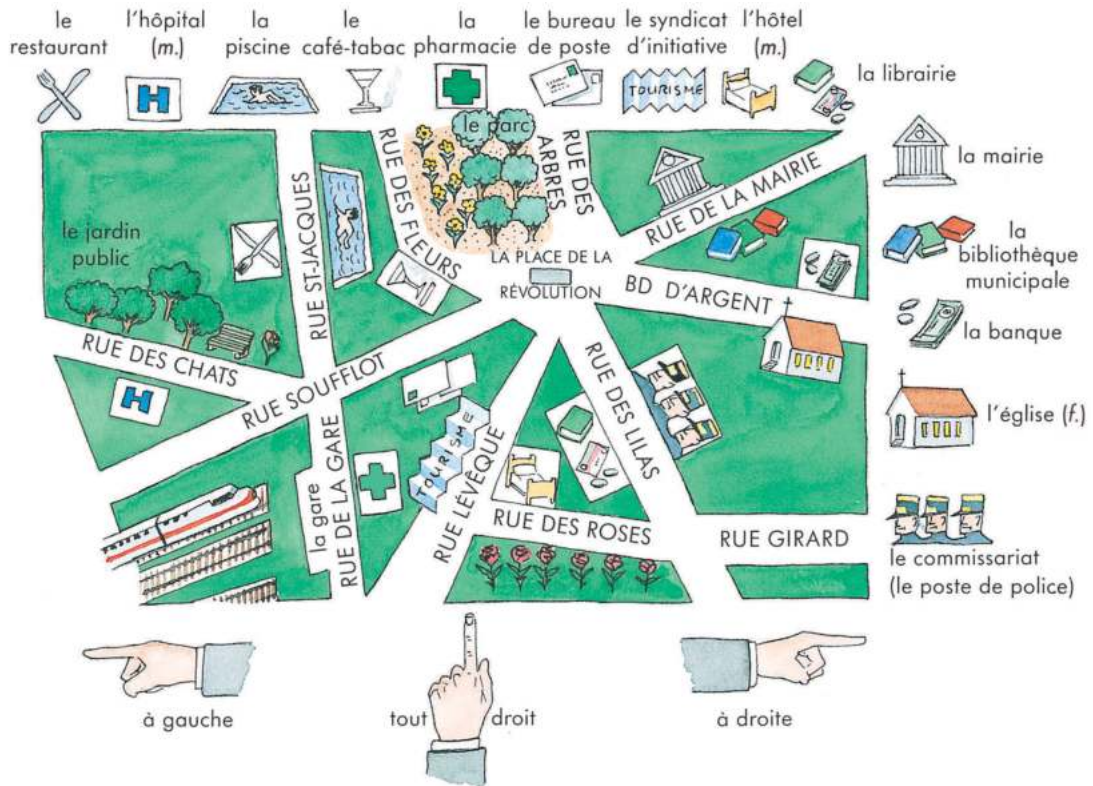 le restaurant
l'hôpital (m.)
la piscine
le café-tabac
la pharmacie
le bureau de poste
le syndicat d'initiative
l'hôtel (m.)
la librairie
TOURISME
H
le parc
RUE DES ARBRES
RUE DES FLEURS
RUE ST-JACQUES
RUE DE LA MAIRIE
la mairie
le jardin public
LA PLACE DE LA RÉVOLUTION
BD D'ARGENT
la bibliothèque municipale
la banque
RUE DES CHATS
RUE SOUFFLOT
H
RUE DES LILAS
l'église (f.)
TOURISME
la gare
RUE DE LA GARE
RUE LÉVÊQUE
RUE DES ROSES
RUE GIRARD
le commissariat
(le poste de police)
à gauche
tout droit
à droite